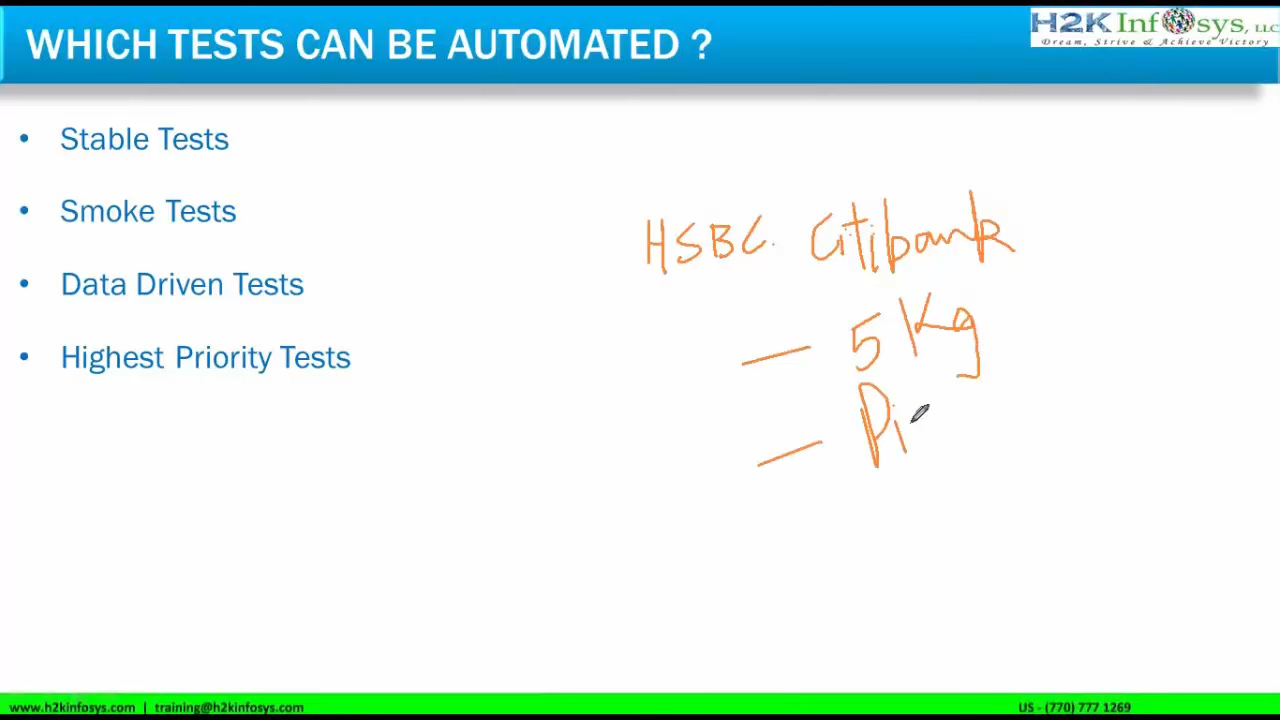 WHICH TESTS CAN BE AUTOMATED ?
H2K Infosys, LLC
Dream, Strive & Achieve Victory
• Stable Tests
• Smoke Tests
• Data Driven Tests
• Highest Priority Tests
HSBC Citibank
— 5 Kg
— Pi
www.h2kinfosys.com | training@h2kinfosys.com
US - (770) 777 1269